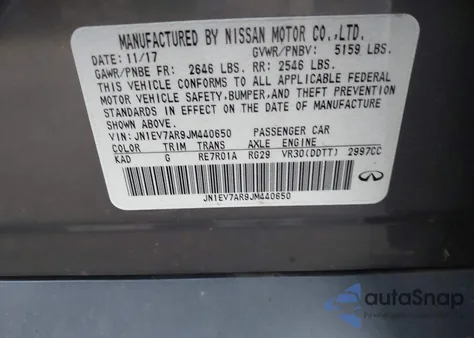 MANUFACTURED BY NISSAN MOTOR CO.,LTD.
DATE: 11/17 GVWR/PNBV: 5159 LBS.
GAWR/PNBE FR: 2646 LBS. RR: 2546 LBS.
THIS VEHICLE CONFORMS TO ALL APPLICABLE FEDERAL
MOTOR VEHICLE SAFETY,BUMPER,AND THEFT PREVENTION
STANDARDS IN EFFECT ON THE DATE OF MANUFACTURE
SHOWN ABOVE.
VIN: JN1EV7AR9JM440650 PASSENGER CAR
COLOR TRIM TRANS AXLE ENGINE
KAD G RE7R01A RG29 VR30(DDTT) 2997CC
JN1EV7AR9JM440650
autoSnap